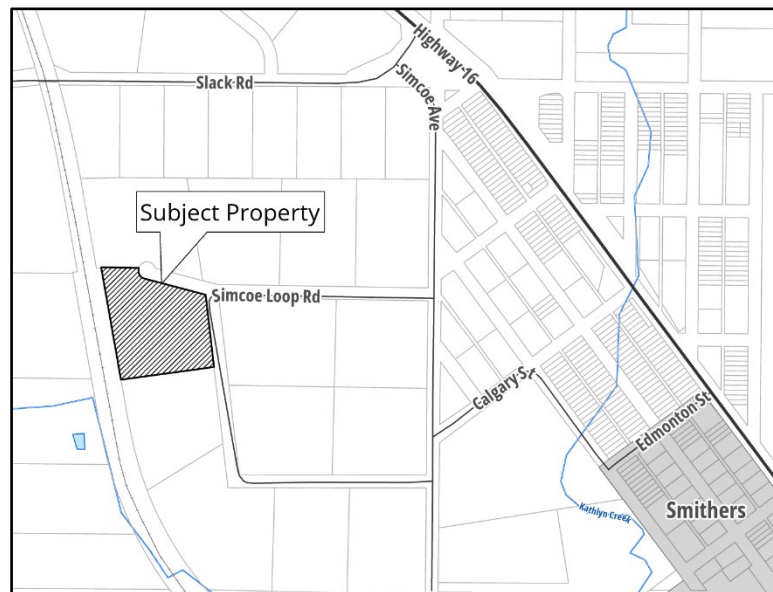 Highway 16
Slack Rd
Simcoe Ave
Subject Property
Simcoe Loop Rd
Calgary St
Edmonton St
Smithers
Kathlyn Creek